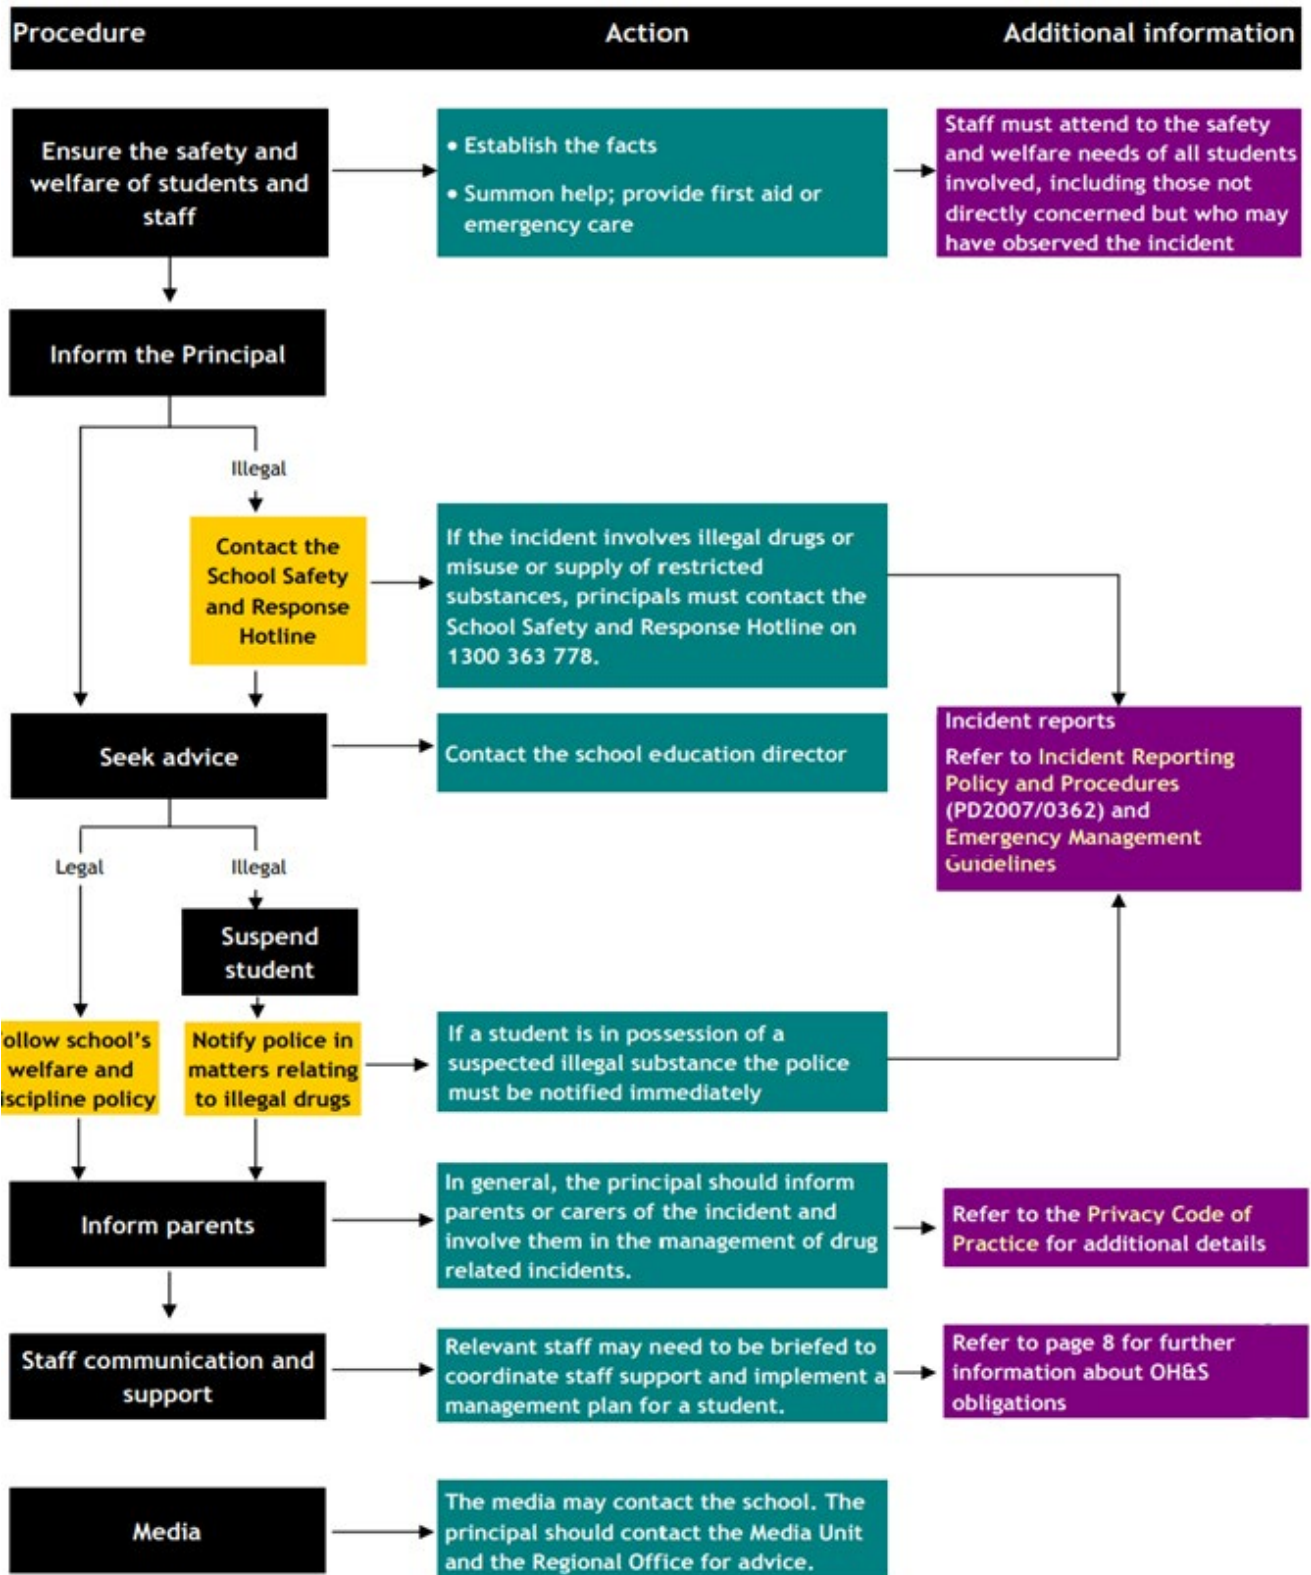 Procedure Action Additional information
Ensure the safety and
welfare of students and
staff
• Establish the facts
• Summon help; provide first aid or
emergency care
Staff must attend to the safety
and welfare needs of all students
involved, including those not
directly concerned but who may
have observed the incident
Inform the Principal
Illegal
Contact the
School Safety
and Response
Hotline
If the incident involves illegal drugs or
misuse or supply of restricted
substances, principals must contact the
School Safety and Response Hotline on
1300 363 778.
Seek advice
Contact the school education director
Incident reports
Refer to Incident Reporting
Policy and Procedures
(PD2007/0362) and
Emergency Management
Guidelines
Legal
Illegal
Suspend
student
ollow school's
welfare and
iscipline policy
Notify police in
matters relating
to illegal drugs
If a student is in possession of a
suspected illegal substance the police
must be notified immediately
Inform parents
In general, the principal should inform
parents or carers of the incident and
involve them in the management of drug
related incidents.
Refer to the Privacy Code of
Practice for additional details
Staff communication and
support
Relevant staff may need to be briefed to
coordinate staff support and implement a
management plan for a student.
Refer to page 8 for further
information about OH&S
obligations
Media
The media may contact the school. The
principal should contact the Media Unit
and the Regional Office for advice.